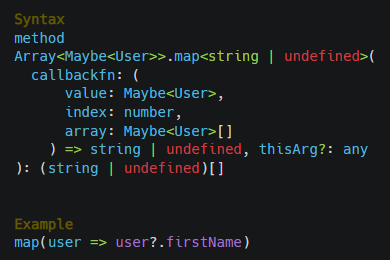 Syntax
method
Array<Maybe<User>>.map<string | undefined>(
callbackfn: (
value: Maybe<User>,
index: number,
array: Maybe<User>[]
) => string | undefined, thisArg?: any
): (string | undefined)[]
Example
map(user => user?.firstName)